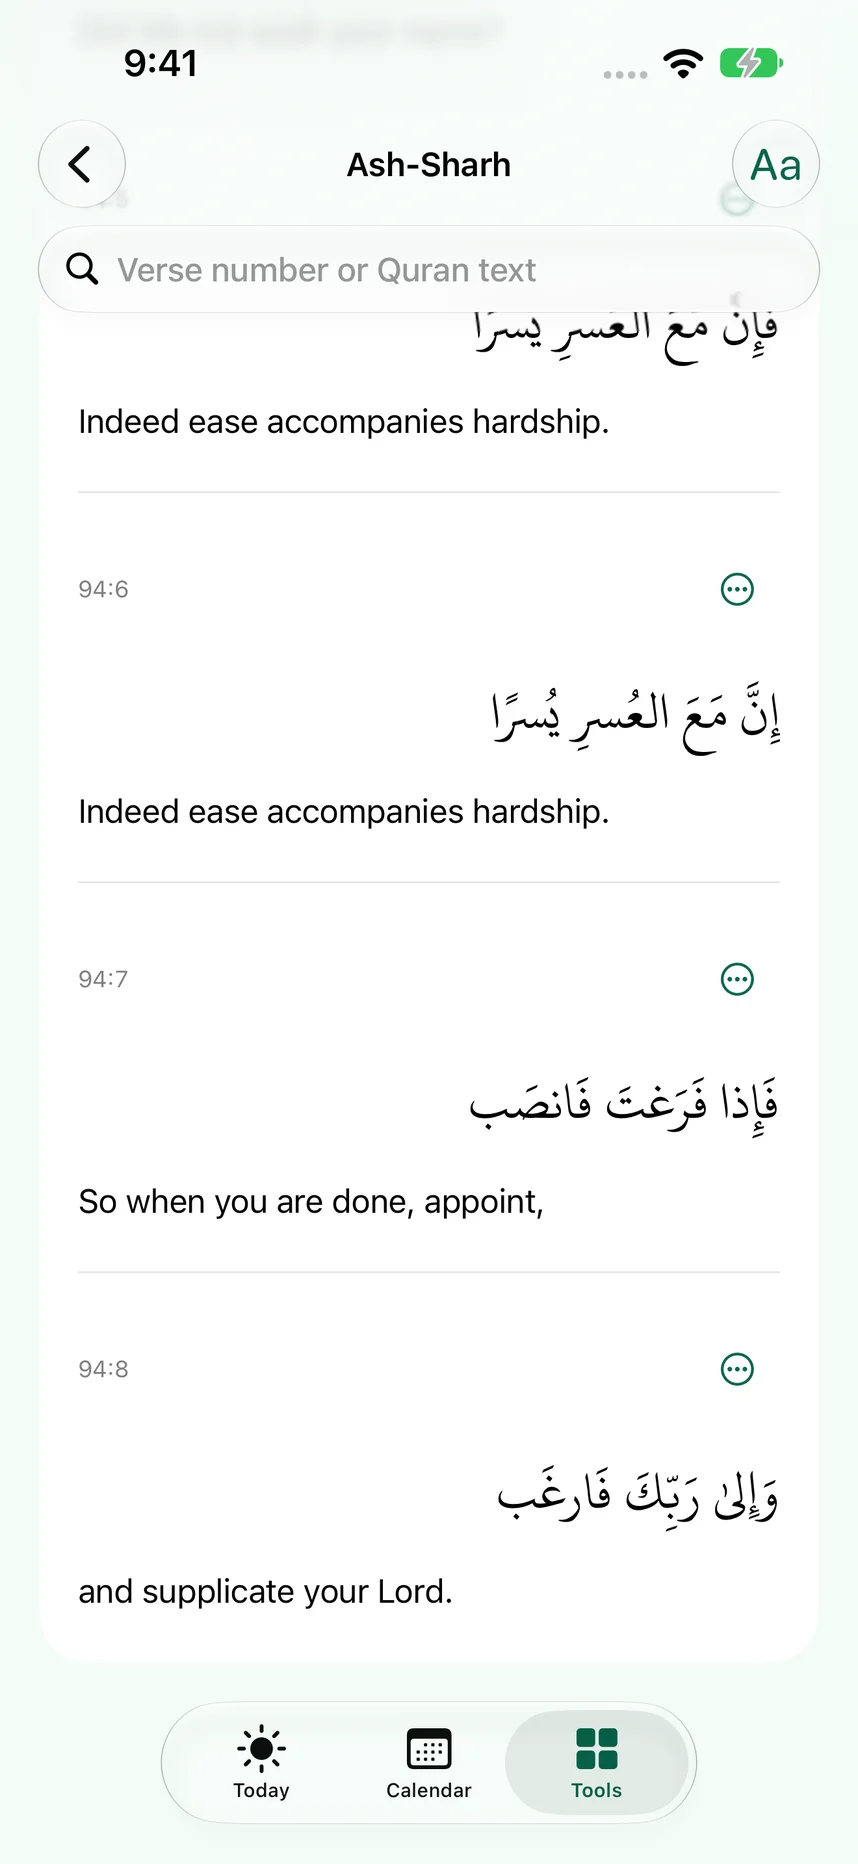 9:41
Ash-Sharh
Aa
Verse number or Quran text
فَإِنَّ مَعَ العُسرِ يُسرًا
Indeed ease accompanies hardship.
94:6
إِنَّ مَعَ العُسرِ يُسرًا
Indeed ease accompanies hardship.
94:7
فَإِذا فَرَغتَ فَانصَب
So when you are done, appoint,
94:8
وَإِلىٰ رَبِّكَ فَارغَب
and supplicate your Lord.
Today
Calendar
Tools